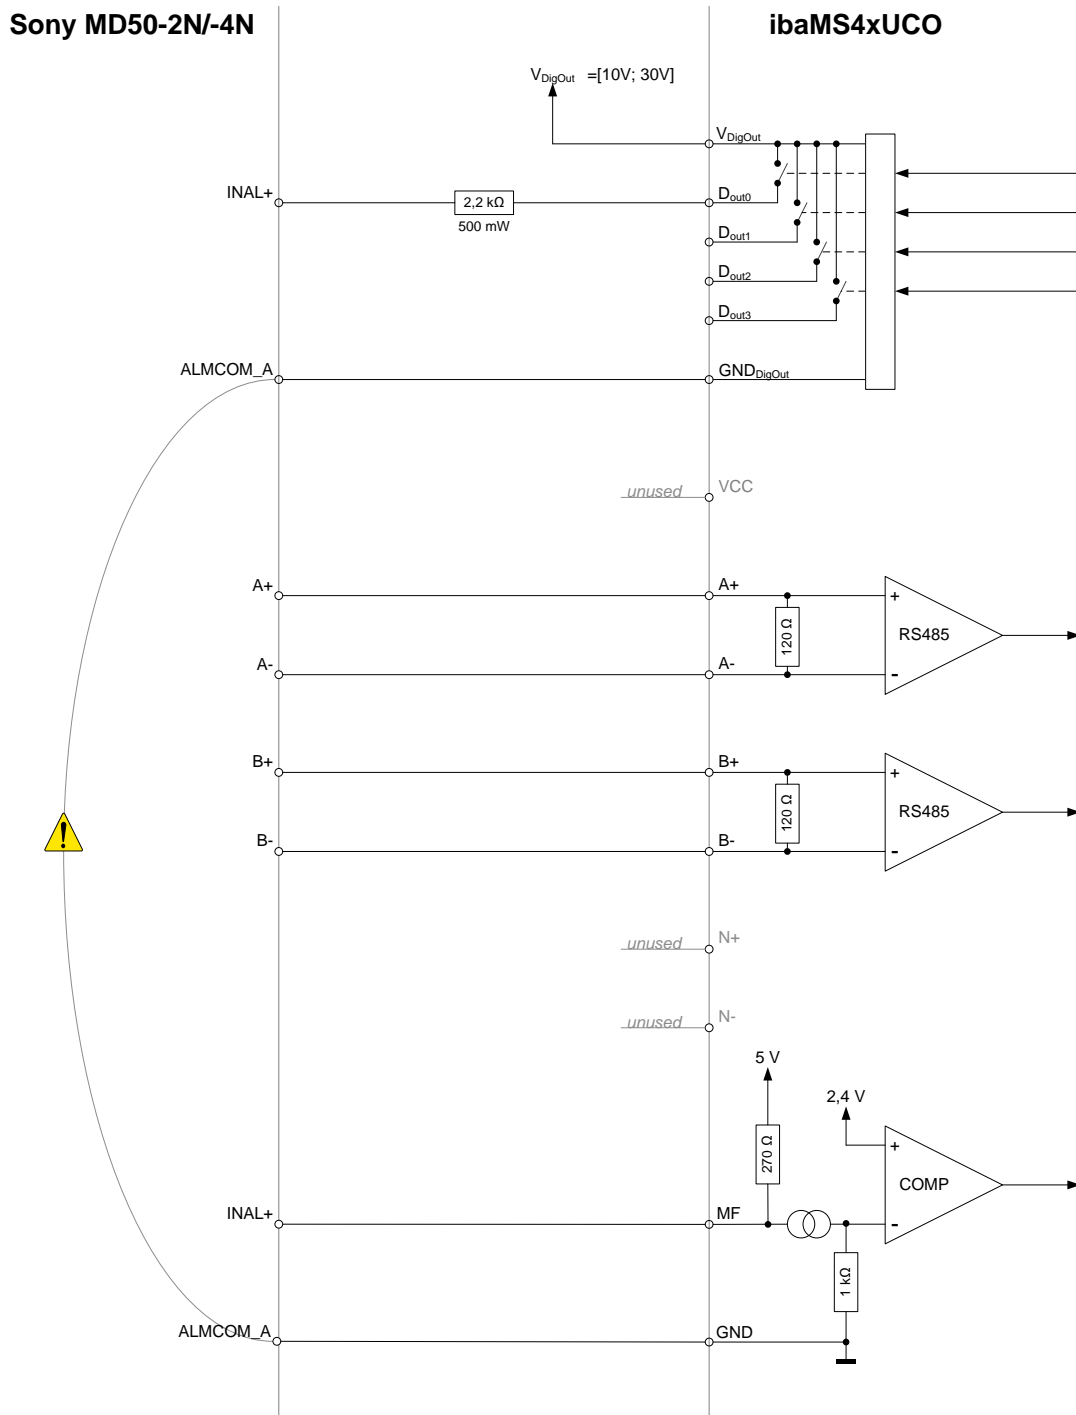 Sony MD50-2N/-4N
ibaMS4xUCO
VDigOut =[10V; 30V]
VDigOut
INAL+
2,2 kΩ
500 mW
Dout0
Dout1
Dout2
Dout3
ALMCOM_A
GNDDigOut
unused
VCC
A+
A+
120 Ω
+
RS485
-
A-
A-
B+
B+
120 Ω
+
RS485
-
B-
B-
unused
N+
unused
N-
5 V
2,4 V
270 Ω
+
COMP
-
INAL+
MF
1 kΩ
ALMCOM_A
GND
!